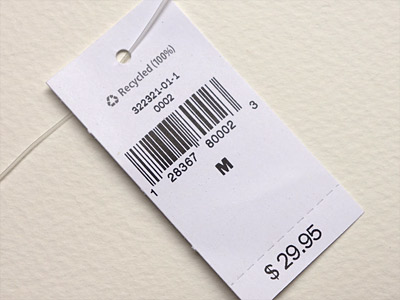 Recycled (100%)
322321-01-1
0002
1 28367 80002 3
M
$ 29.95